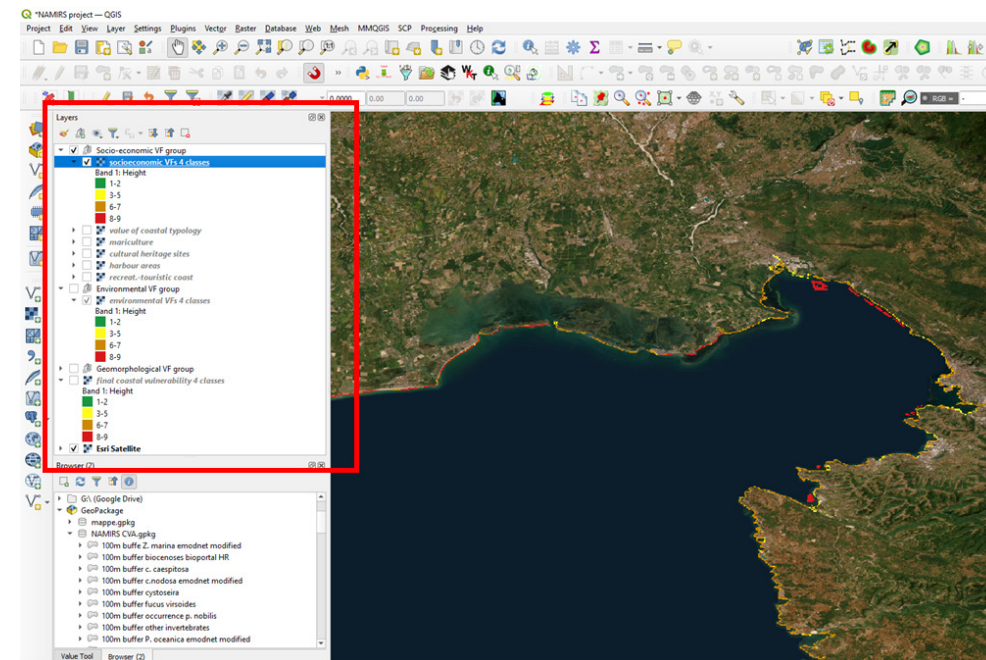 *NAMIRS project — QGIS
Project Edit View Layer Settings Plugins Vector Raster Database Web Mesh MMQGIS SCP Processing Help
0.0000 0.00 0.00 RGB =
Layers
Socio-economic VF group
socioeconomic VFs 4 classes
Band 1: Height
1-2
3-5
6-7
8-9
value of coastal typology
mariculture
cultural heritage sites
harbour areas
recreat.-touristic coast
Environmental VF group
environmental VFs 4 classes
Band 1: Height
1-2
3-5
6-7
8-9
Geomorphological VF group
final coastal vulnerability 4 classes
Band 1: Height
1-2
3-5
6-7
8-9
Esri Satellite
Browser (2)
G:\ (Google Drive)
GeoPackage
mappe.gpkg
NAMIRS CVA.gpkg
100m buffe Z. marina emodnet modified
100m buffer biocenoses bioportal HR
100m buffer c. caespitosa
100m buffer c.nodosa emodnet modified
100m buffer cystoseira
100m buffer fucus virsoides
100m buffer occurrence p. nobilis
100m buffer other invertebrates
100m buffer P. oceanica emodnet modified
Value Tool Browser (2)